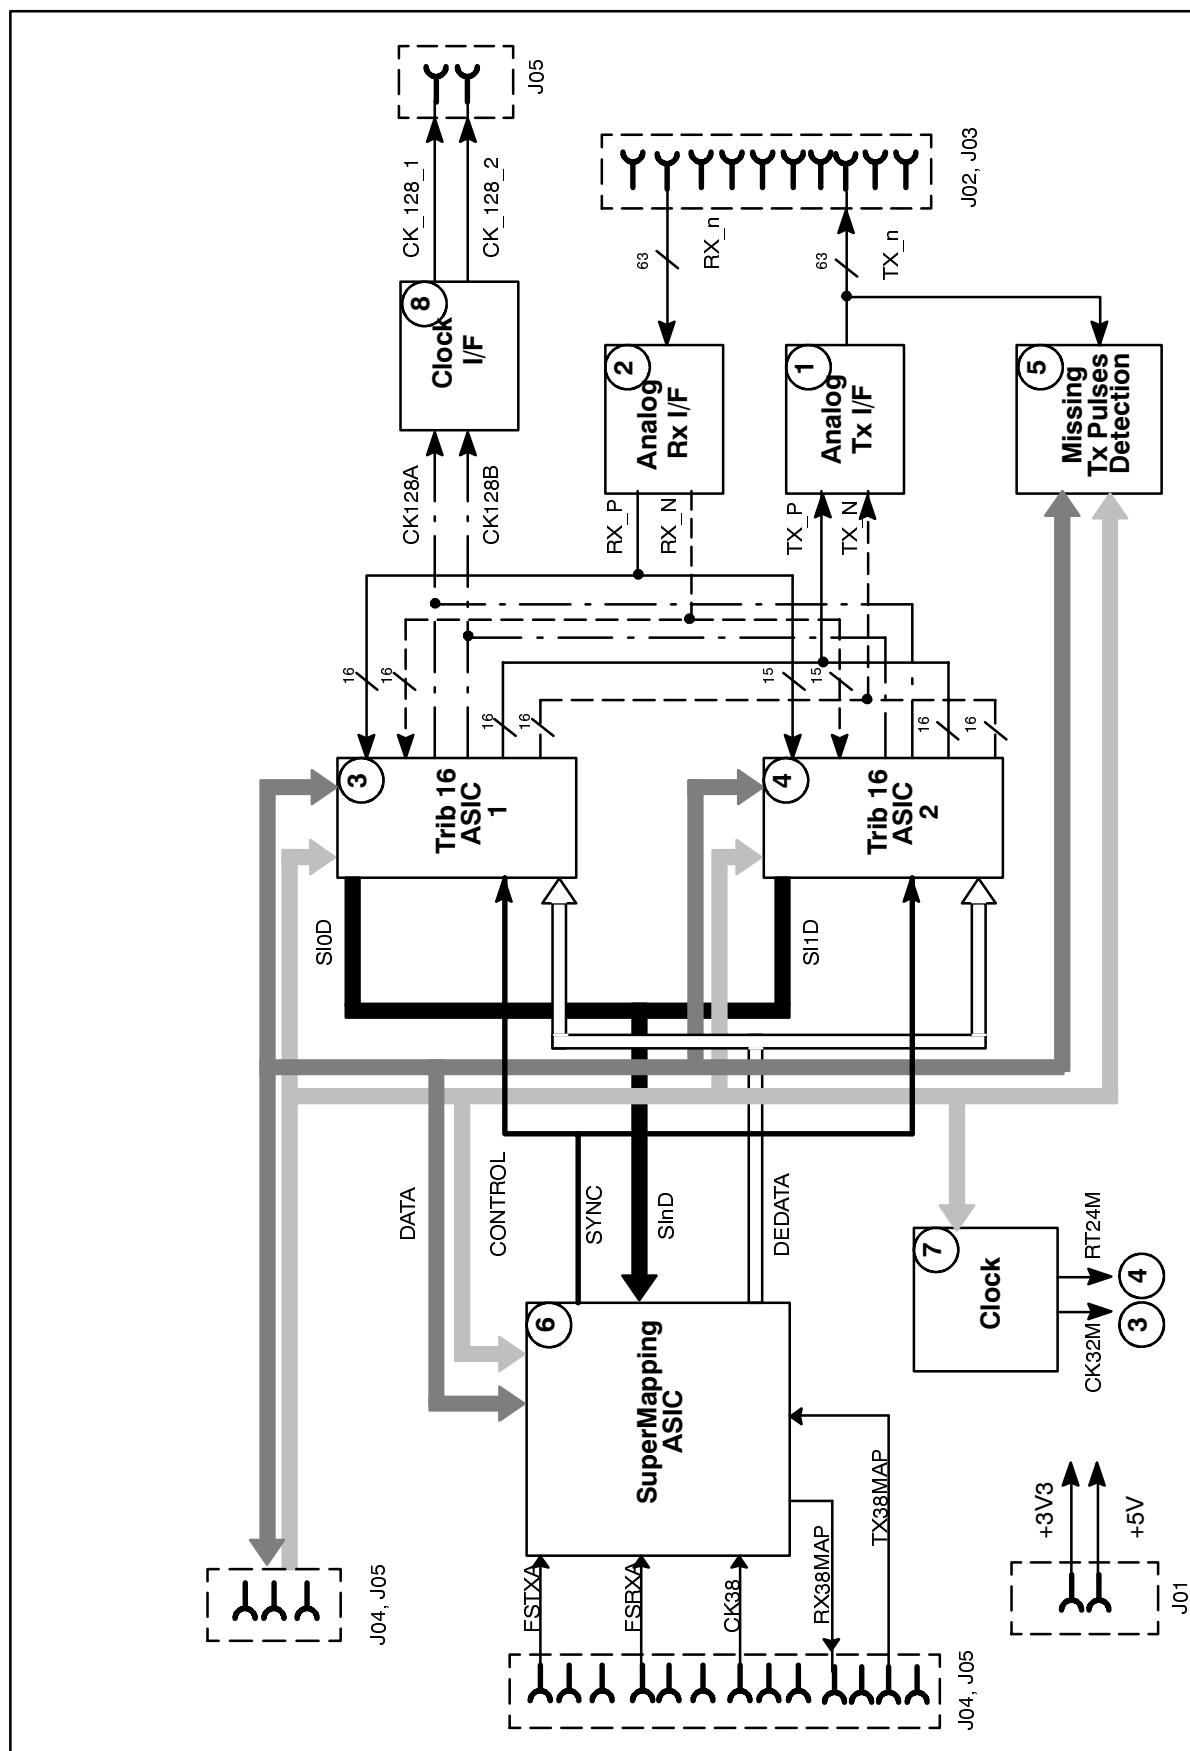 J04, J05
DATA
CONTROL
SYNC
SInD
DEDATA
SI0D
SI1D
FSTXA
FSRXA
CK38
RX38MAP
TX38MAP
J04, J05
6
SuperMapping
ASIC
3
Trib 16
ASIC
1
4
Trib 16
ASIC
2
16
16
16
16
15
15
16
16
CK128A
CK128B
8
Clock
I/F
CK_128_1
CK_128_2
J05
RX_P
RX_N
2
Analog
Rx I/F
63
RX_n
TX_P
TX_N
1
Analog
Tx I/F
63
TX_n
J02, J03
5
Missing
Tx Pulses
Detection
7
Clock
CK32M
RT24M
3
4
+3V3
+5V
J01